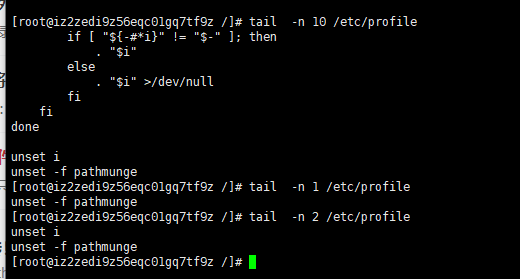 [root@iz2zedi9z56eqc01gq7tf9z /]# tail  -n 10 /etc/profile
        if [ "${-#*i}" != "$-" ]; then
            . "$i"
        else
            . "$i" >/dev/null
        fi
    fi
done

unset i
unset -f pathmunge
[root@iz2zedi9z56eqc01gq7tf9z /]# tail  -n 1 /etc/profile
unset -f pathmunge
[root@iz2zedi9z56eqc01gq7tf9z /]# tail  -n 2 /etc/profile
unset i
unset -f pathmunge
[root@iz2zedi9z56eqc01gq7tf9z /]#